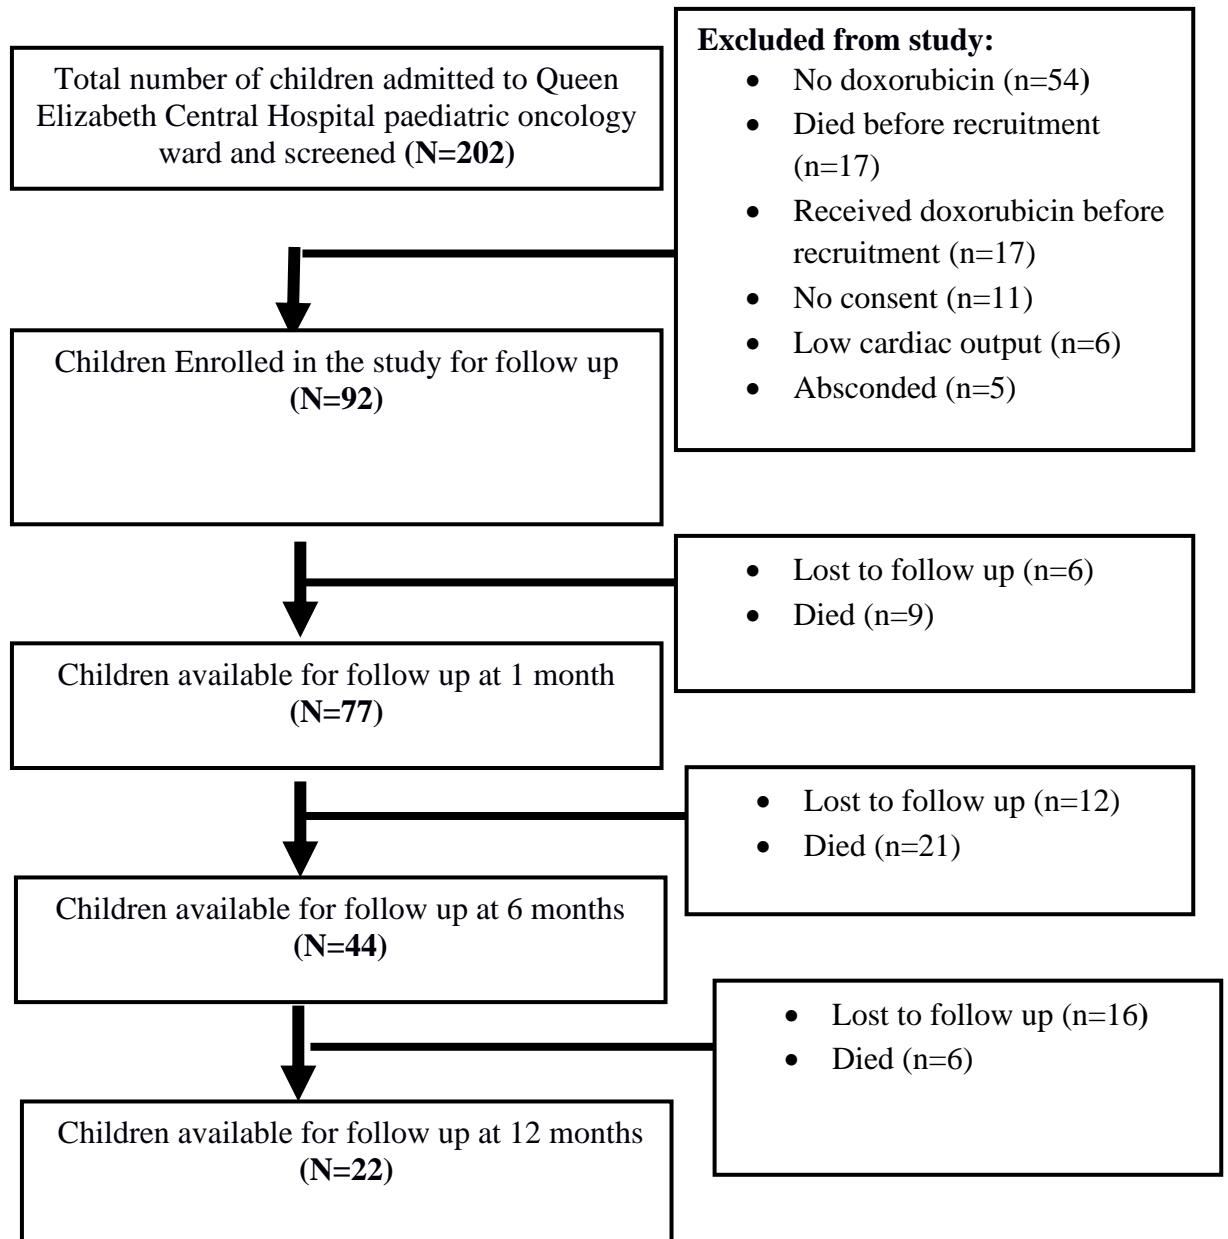 Total number of children admitted to Queen
Elizabeth Central Hospital paediatric oncology
ward and screened (N=202)
Excluded from study:
• No doxorubicin (n=54)
• Died before recruitment
(n=17)
• Received doxorubicin before
recruitment (n=17)
• No consent (n=11)
• Low cardiac output (n=6)
• Absconded (n=5)
Children Enrolled in the study for follow up
(N=92)
• Lost to follow up (n=6)
• Died (n=9)
Children available for follow up at 1 month
(N=77)
• Lost to follow up (n=12)
• Died (n=21)
Children available for follow up at 6 months
(N=44)
• Lost to follow up (n=16)
• Died (n=6)
Children available for follow up at 12 months
(N=22)